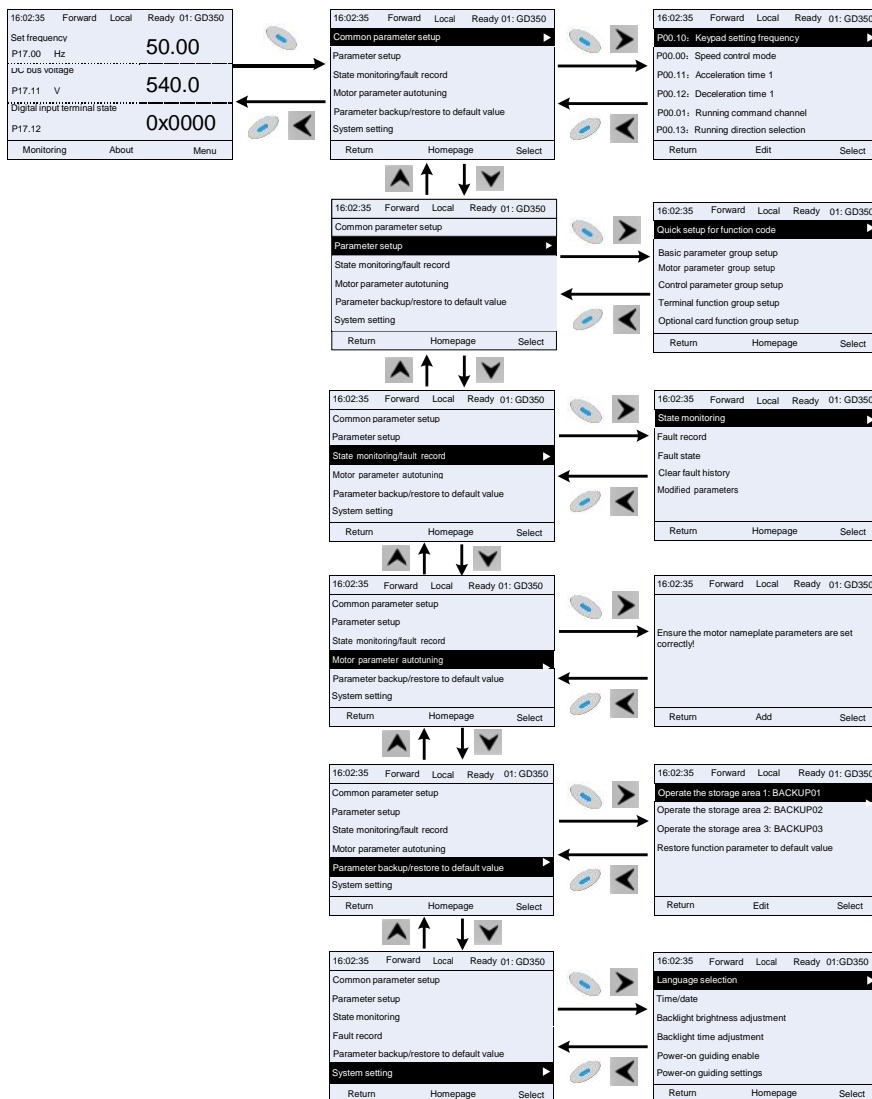 16:02:35 Forward Local Ready 01: GD350
Set frequency
P17.00 Hz 50.00
DC bus voltage
P17.11 V 540.0
Digital input terminal state
P17.12 0x0000
Monitoring About Menu
16:02:35 Forward Local Ready 01: GD350
Common parameter setup
Parameter setup
State monitoring/fault record
Motor parameter autotuning
Parameter backup/restore to default value
System setting
Return Homepage Select
16:02:35 Forward Local Ready 01: GD350
P00.10: Keypad setting frequency
P00.00: Speed control mode
P00.11: Acceleration time 1
P00.12: Deceleration time 1
P00.01: Running command channel
P00.13: Running direction selection
Return Edit Select
16:02:35 Forward Local Ready 01: GD350
Common parameter setup
Parameter setup
State monitoring/fault record
Motor parameter autotuning
Parameter backup/restore to default value
System setting
Return Homepage Select
16:02:35 Forward Local Ready 01: GD350
Quick setup for function code
Basic parameter group setup
Motor parameter group setup
Control parameter group setup
Terminal function group setup
Optional card function group setup
Return Homepage Select
16:02:35 Forward Local Ready 01: GD350
Common parameter setup
Parameter setup
State monitoring/fault record
Motor parameter autotuning
Parameter backup/restore to default value
System setting
Return Homepage Select
16:02:35 Forward Local Ready 01: GD350
State monitoring
Fault record
Fault state
Clear fault history
Modified parameters
Return Homepage Select
16:02:35 Forward Local Ready 01: GD350
Common parameter setup
Parameter setup
State monitoring/fault record
Motor parameter autotuning
Parameter backup/restore to default value
System setting
Return Homepage Select
16:02:35 Forward Local Ready 01: GD350
Ensure the motor nameplate parameters are set
correctly!
Return Add Select
16:02:35 Forward Local Ready 01: GD350
Common parameter setup
Parameter setup
State monitoring/fault record
Motor parameter autotuning
Parameter backup/restore to default value
System setting
Return Homepage Select
16:02:35 Forward Local Ready 01: GD350
Operate the storage area 1: BACKUP01
Operate the storage area 2: BACKUP02
Operate the storage area 3: BACKUP03
Restore function parameter to default value
Return Edit Select
16:02:35 Forward Local Ready 01: GD350
Common parameter setup
Parameter setup
State monitoring
Fault record
Parameter backup/restore to default value
System setting
Return Homepage Select
16:02:35 Forward Local Ready 01:GD350
Language selection
Time/date
Backlight brightness adjustment
Backlight time adjustment
Power-on guiding enable
Power-on guiding settings
Return Homepage Select